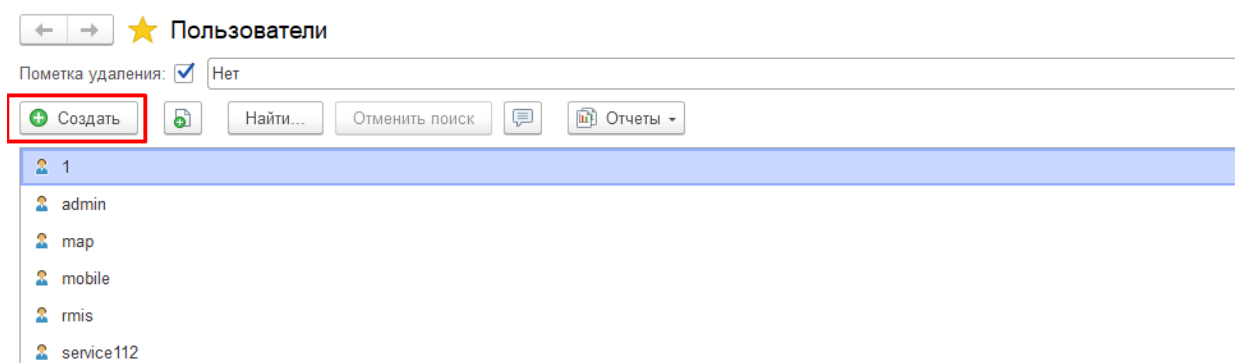 Пользователи
Пометка удаления: Нет
Создать Найти... Отменить поиск Отчеты
1
admin
map
mobile
rmis
service112